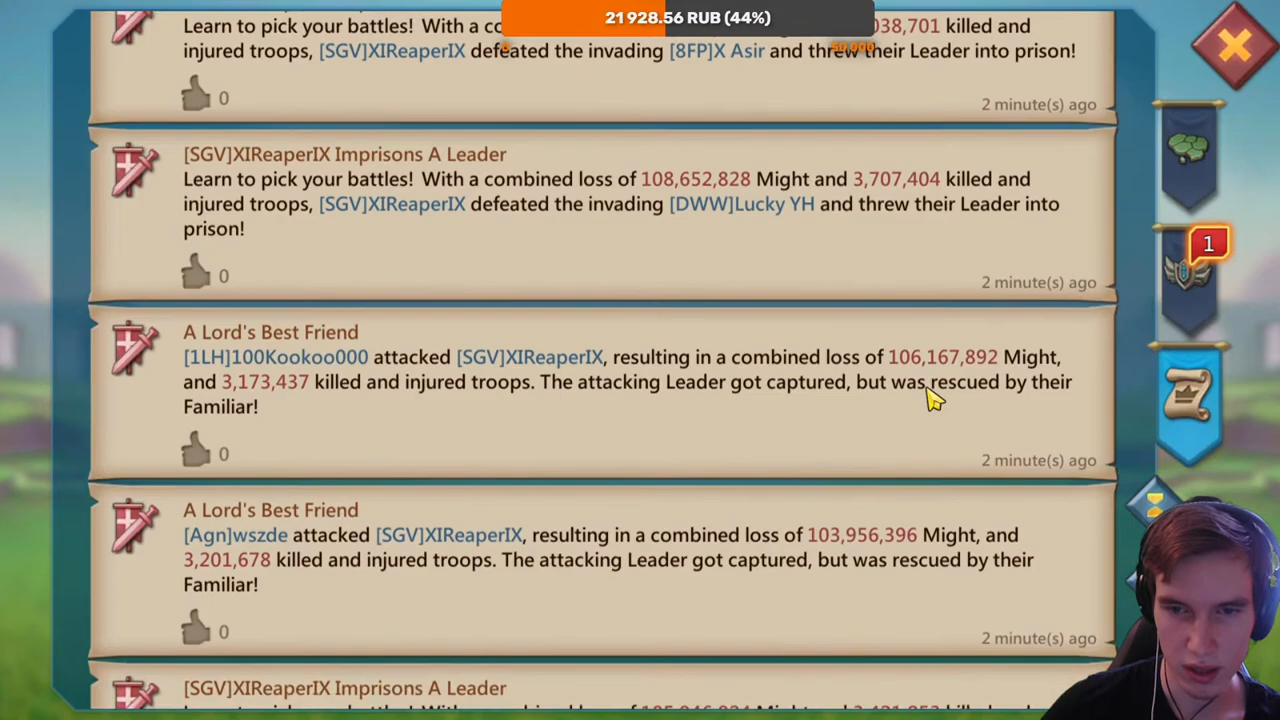 21 928.56 RUB (44%)
Learn to pick your battles! With a co 038,701 killed and
0 50,000
injured troops, [SGV]XIReaperIX defeated the invading [8FP]X Asir and threw their Leader into prison!
0
2 minute(s) ago
[SGV]XIReaperIX Imprisons A Leader
Learn to pick your battles! With a combined loss of 108,652,828 Might and 3,707,404 killed and
injured troops, [SGV]XIReaperIX defeated the invading [DWW]Lucky YH and threw their Leader into
prison!
0
2 minute(s) ago
1
A Lord's Best Friend
[1LH]100Kookoo000 attacked [SGV]XIReaperIX, resulting in a combined loss of 106,167,892 Might,
and 3,173,437 killed and injured troops. The attacking Leader got captured, but was rescued by their
Familiar!
0
2 minute(s) ago
A Lord's Best Friend
[Agn]wszde attacked [SGV]XIReaperIX, resulting in a combined loss of 103,956,396 Might, and
3,201,678 killed and injured troops. The attacking Leader got captured, but was rescued by their
Familiar!
0
2 minute(s) ago
[SGV]XIReaperIX Imprisons A Leader